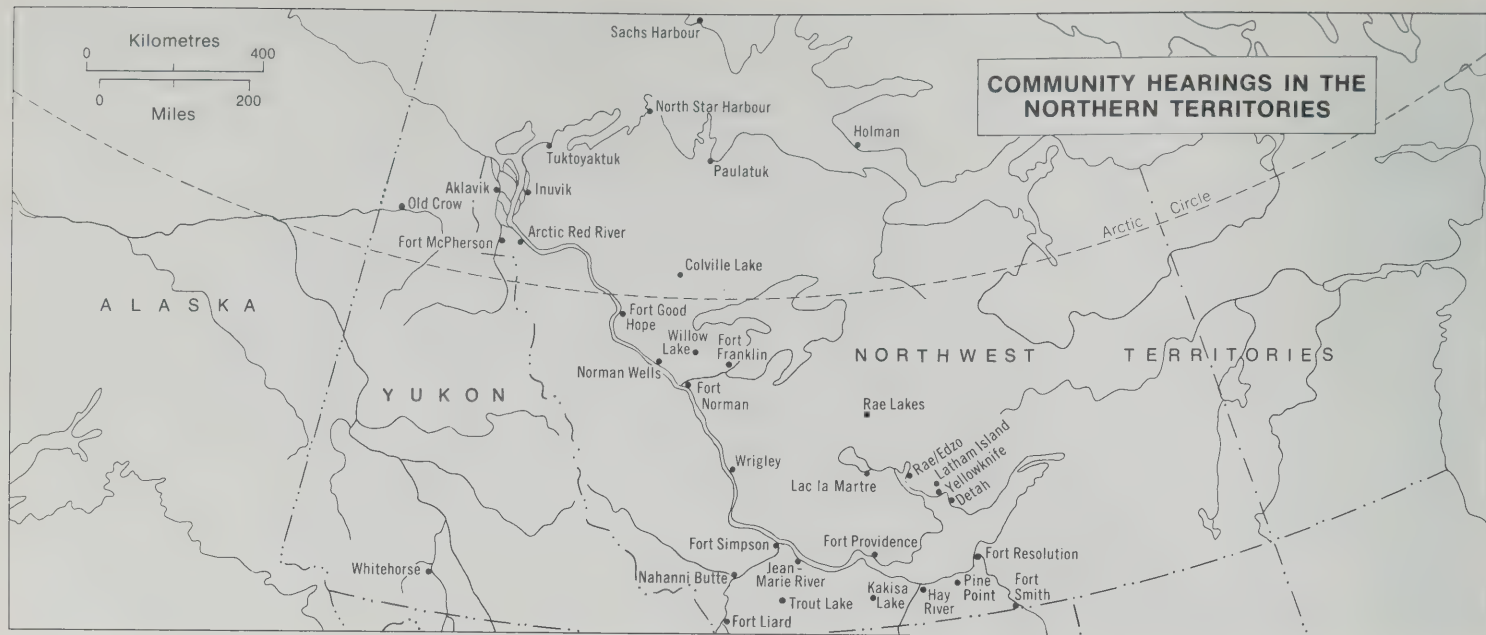 Kilometres
0 400
0 200
Miles
COMMUNITY HEARINGS IN THE
NORTHERN TERRITORIES
Sachs Harbour
North Star Harbour
Holman
Tuktoyaktuk
Paulatuk
Aklavik
Inuvik
Old Crow
Arctic Circle
Fort McPherson
Arctic Red River
Colville Lake
ALASKA
Fort Good
Hope
Willow
Lake
Fort
Franklin
NORTHWEST TERRITORIES
Norman Wells
YUKON
Fort
Norman
Rae Lakes
Wrigley
Lac la Martre
Rae/Edzo
Latham Island
Yellowknife
Detah
Fort Simpson
Fort Providence
Fort Resolution
Whitehorse
Nahanni Butte
Jean-
Marie River
Kakisa
Lake
Hay
River
Pine
Point
Fort
Smith
Trout Lake
Fort Liard